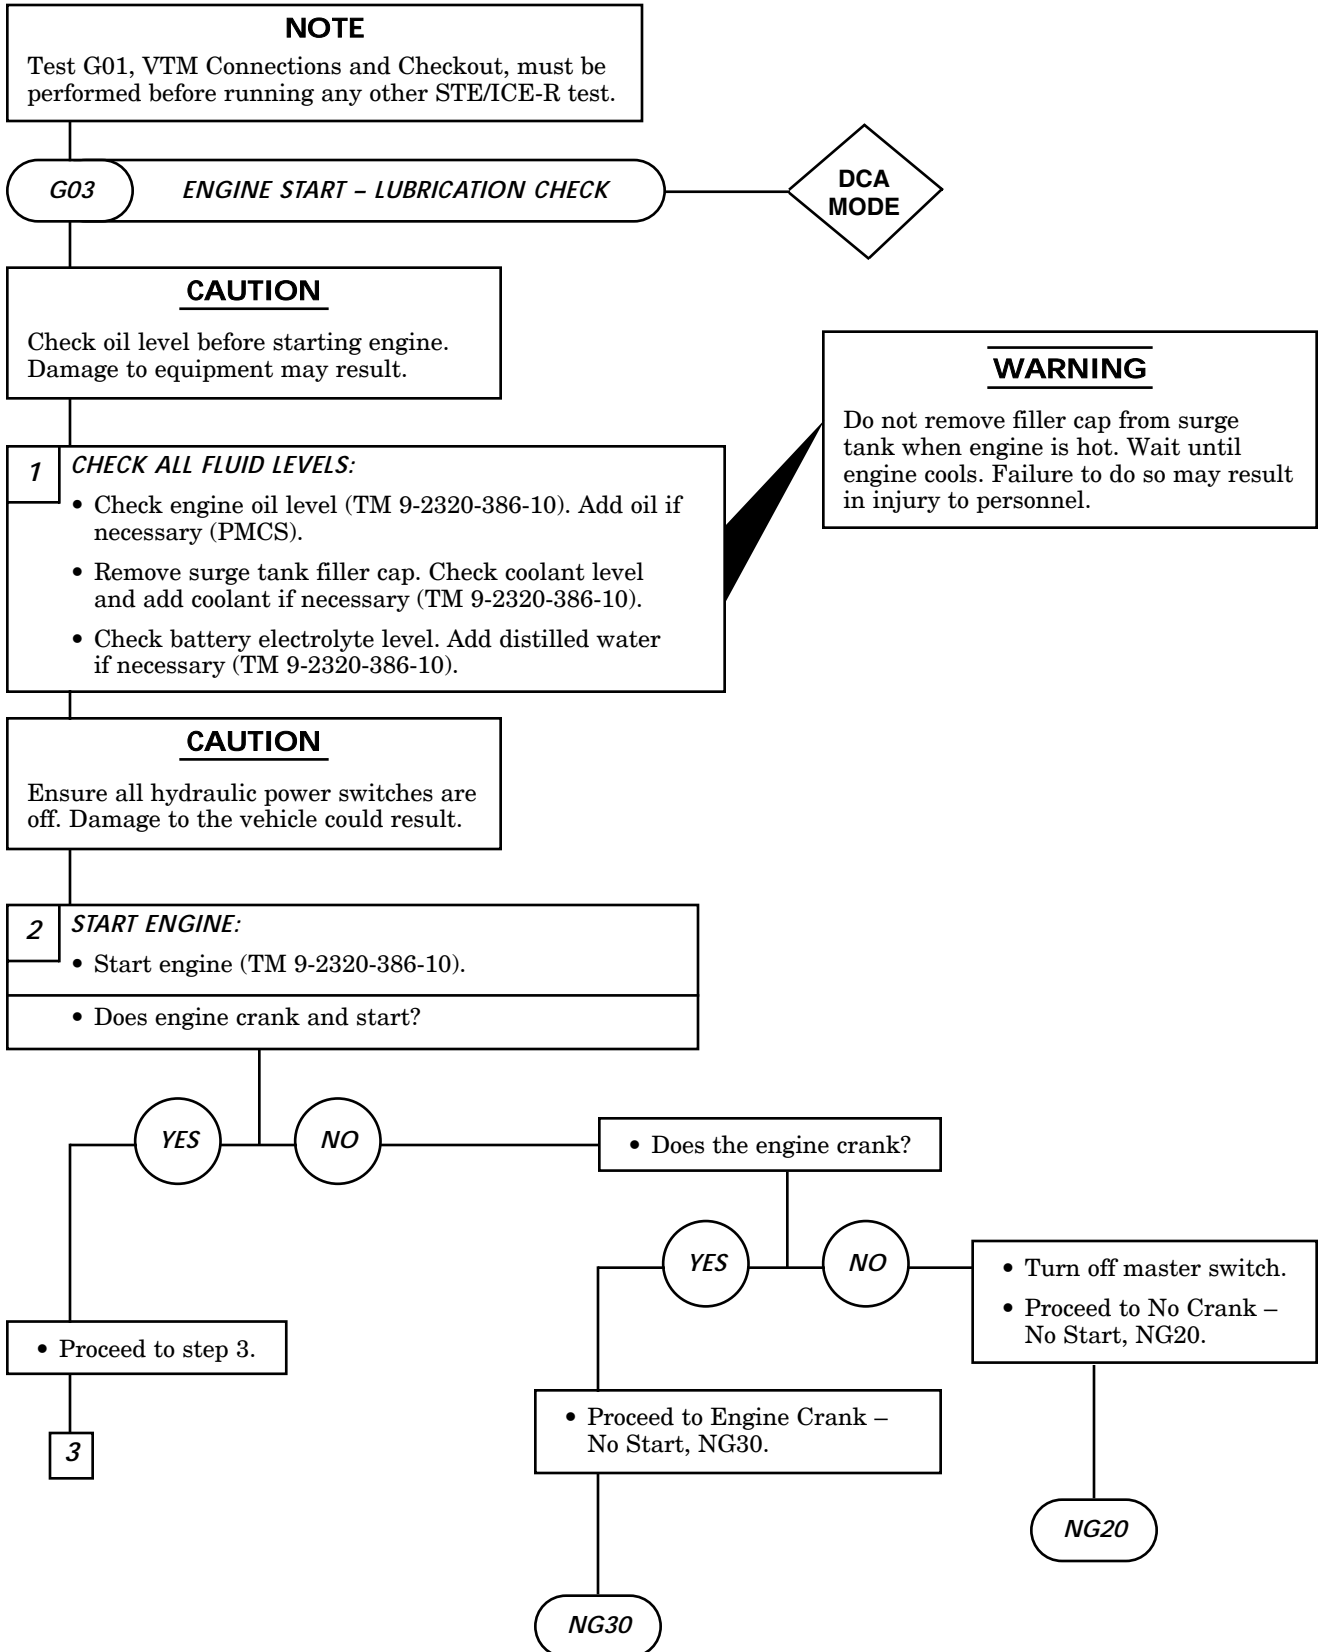 NOTE
Test G01, VTM Connections and Checkout, must be
performed before running any other STE/ICE-R test.
G03
ENGINE START – LUBRICATION CHECK
DCA
MODE
CAUTION
Check oil level before starting engine.
Damage to equipment may result.
WARNING
Do not remove filler cap from surge
tank when engine is hot. Wait until
engine cools. Failure to do so may result
in injury to personnel.
1
CHECK ALL FLUID LEVELS:
• Check engine oil level (TM 9-2320-386-10). Add oil if
necessary (PMCS).
• Remove surge tank filler cap. Check coolant level
and add coolant if necessary (TM 9-2320-386-10).
• Check battery electrolyte level. Add distilled water
if necessary (TM 9-2320-386-10).
CAUTION
Ensure all hydraulic power switches are
off. Damage to the vehicle could result.
2
START ENGINE:
• Start engine (TM 9-2320-386-10).
• Does engine crank and start?
YES
NO
• Does the engine crank?
YES
NO
• Turn off master switch.
• Proceed to No Crank –
No Start, NG20.
• Proceed to step 3.
• Proceed to Engine Crank –
No Start, NG30.
3
NG20
NG30